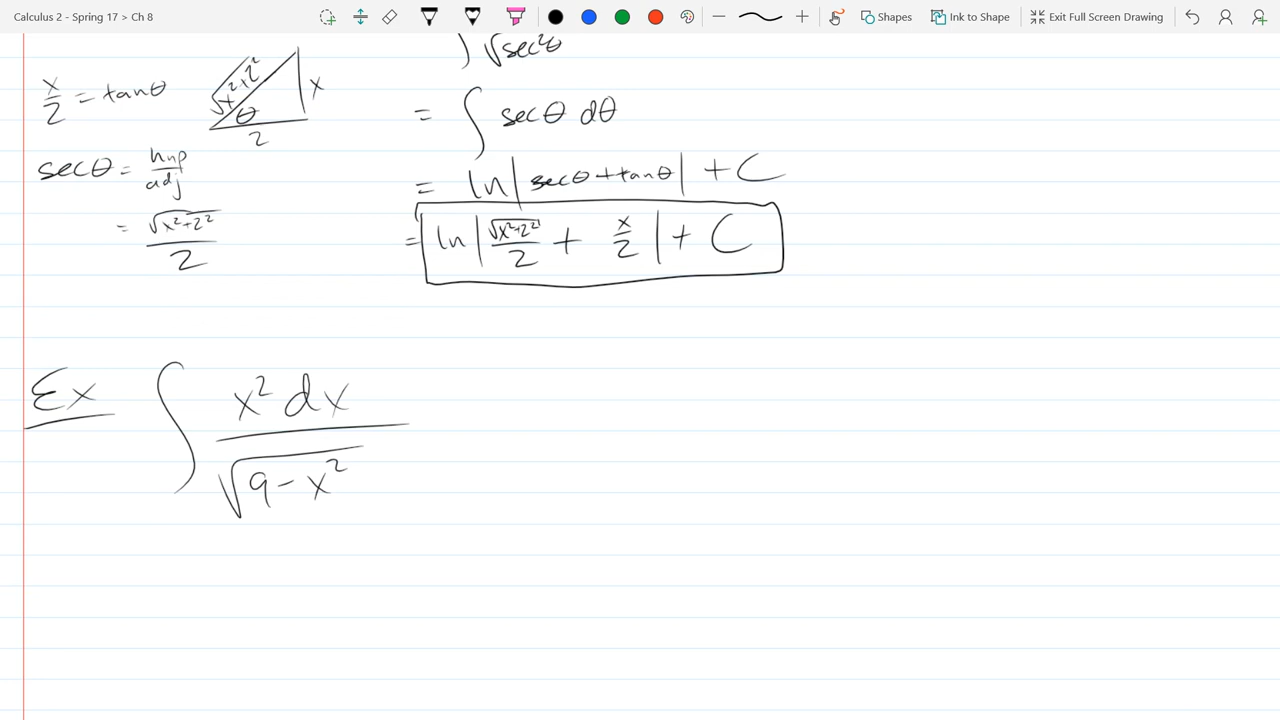 Calculus 2 - Spring 17 > Ch 8
Shapes
Ink to Shape
Exit Full Screen Drawing
∫ √sec²θ
x/2 = tanθ
√x²+2²
θ
x
2
= ∫ secθ dθ
secθ = hyp/adj
= ln|secθ+tanθ| + C
= √x²+2²/2
= ln|√x²+2²/2 + x/2| + C
Ex ∫ x² dx/√9-x²